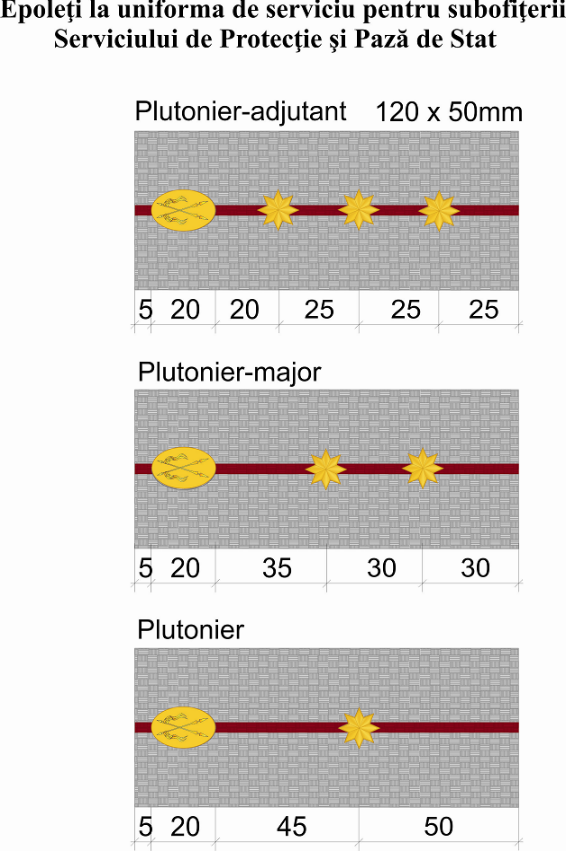 Epoleţi la uniforma de serviciu pentru subofiţerii
Serviciului de Protecţie şi Pază de Stat
Plutonier-adjutant 120 x 50mm
5 20 20 25 25 25
Plutonier-major
5 20 35 30 30
Plutonier
5 20 45 50